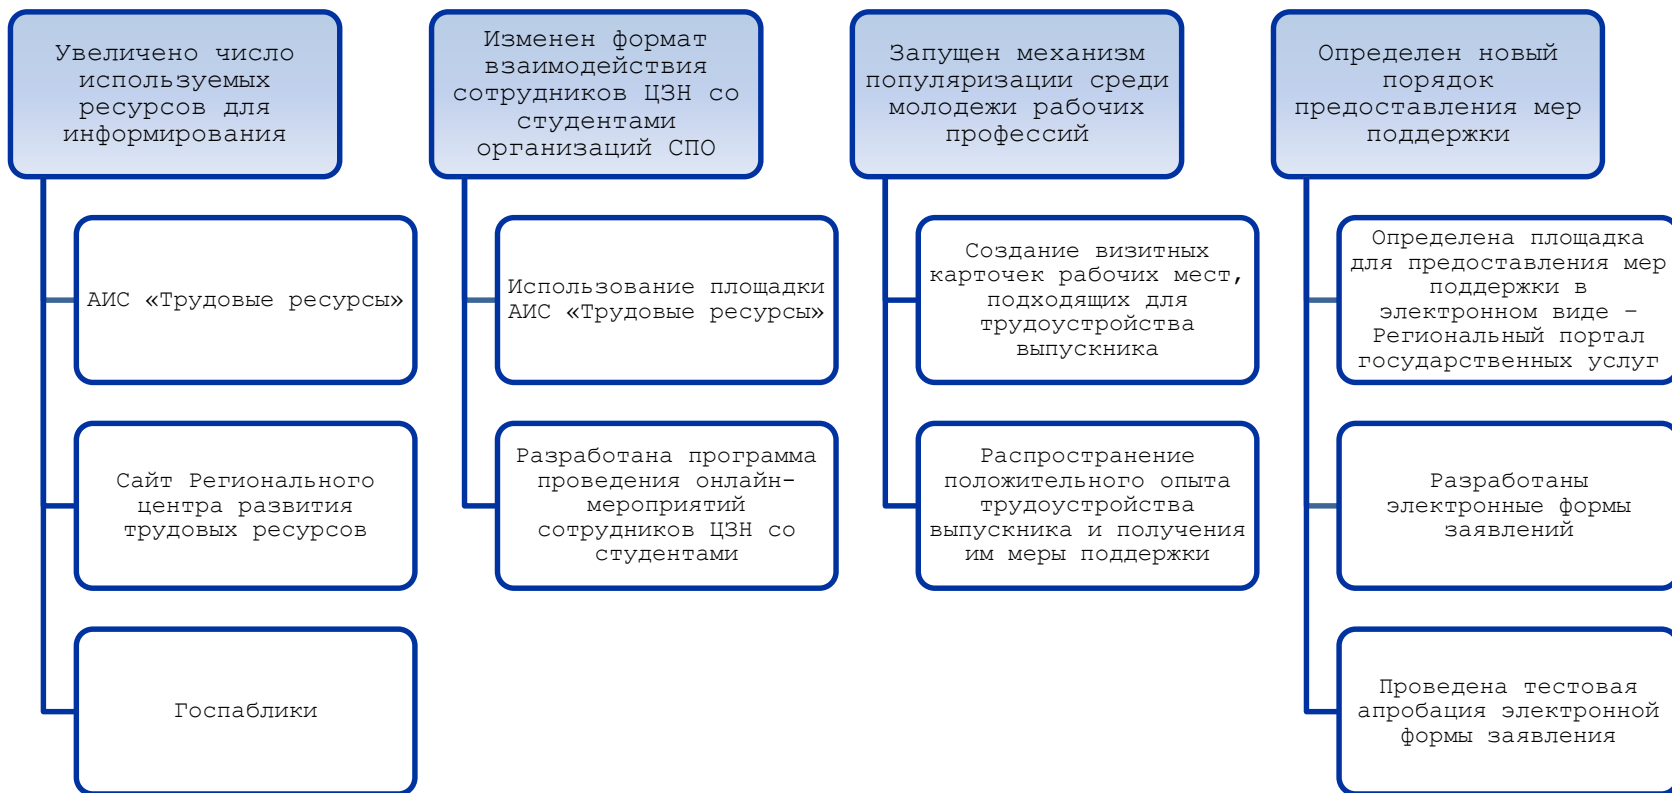 Увеличено число
используемых
ресурсов для
информирования
АИС «Трудовые ресурсы»
Сайт Регионального
центра развития
трудовых ресурсов
Госпаблики
Изменен формат
взаимодействия
сотрудников ЦЗН со
студентами
организаций СПО
Использование площадки
АИС «Трудовые ресурсы»
Разработана программа
проведения онлайн-
мероприятий
сотрудников ЦЗН со
студентами
Запущен механизм
популяризации среди
молодежи рабочих
профессий
Создание визитных
карточек рабочих мест,
подходящих для
трудоустройства
выпускника
Распространение
положительного опыта
трудоустройства
выпускника и получения
им меры поддержки
Определен новый
порядок
предоставления мер
поддержки
Определена площадка
для предоставления мер
поддержки в
электронном виде –
Региональный портал
государственных услуг
Разработаны
электронные формы
заявлений
Проведена тестовая
апробация электронной
формы заявления